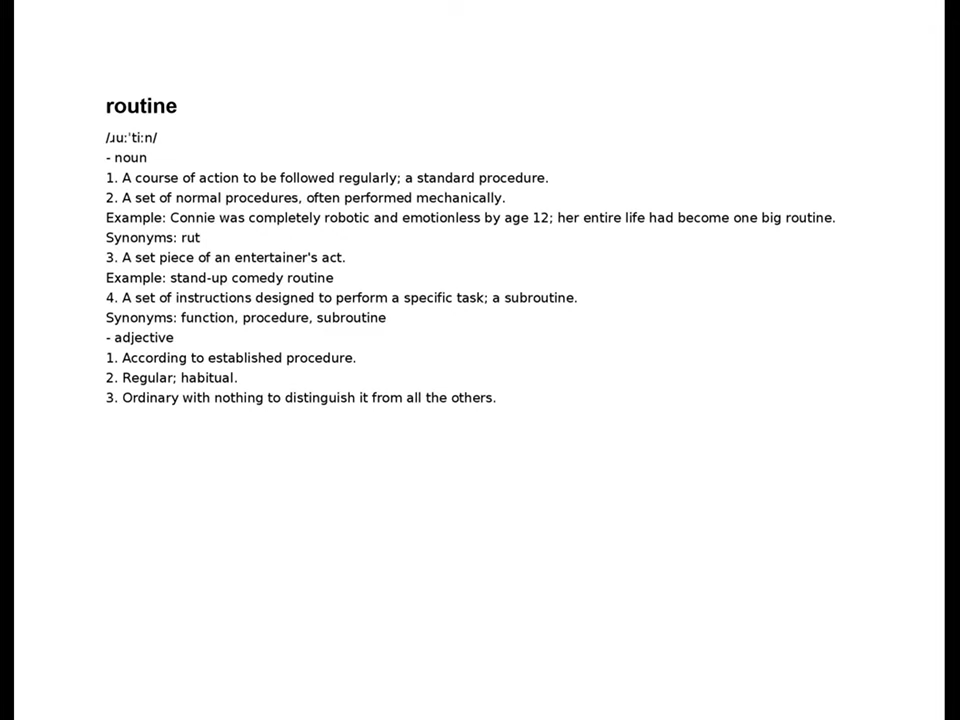 routine
/ɹuːˈtiːn/
- noun
1. A course of action to be followed regularly; a standard procedure.
2. A set of normal procedures, often performed mechanically.
Example: Connie was completely robotic and emotionless by age 12; her entire life had become one big routine.
Synonyms: rut
3. A set piece of an entertainer's act.
Example: stand-up comedy routine
4. A set of instructions designed to perform a specific task; a subroutine.
Synonyms: function, procedure, subroutine
- adjective
1. According to established procedure.
2. Regular; habitual.
3. Ordinary with nothing to distinguish it from all the others.